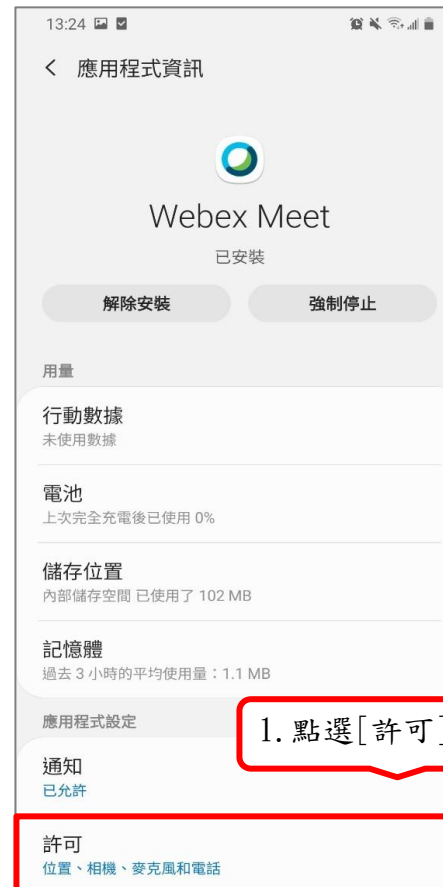 13:24
應用程式資訊
Webex Meet
已安裝
解除安裝
強制停止
用量
行動數據
未使用數據
電池
上次完全充電後已使用 0%
儲存位置
內部儲存空間 已使用了 102 MB
記憶體
過去 3 小時的平均使用量：1.1 MB
應用程式設定
1. 點選[許可]
通知
已允許
許可
位置、相機、麥克風和電話